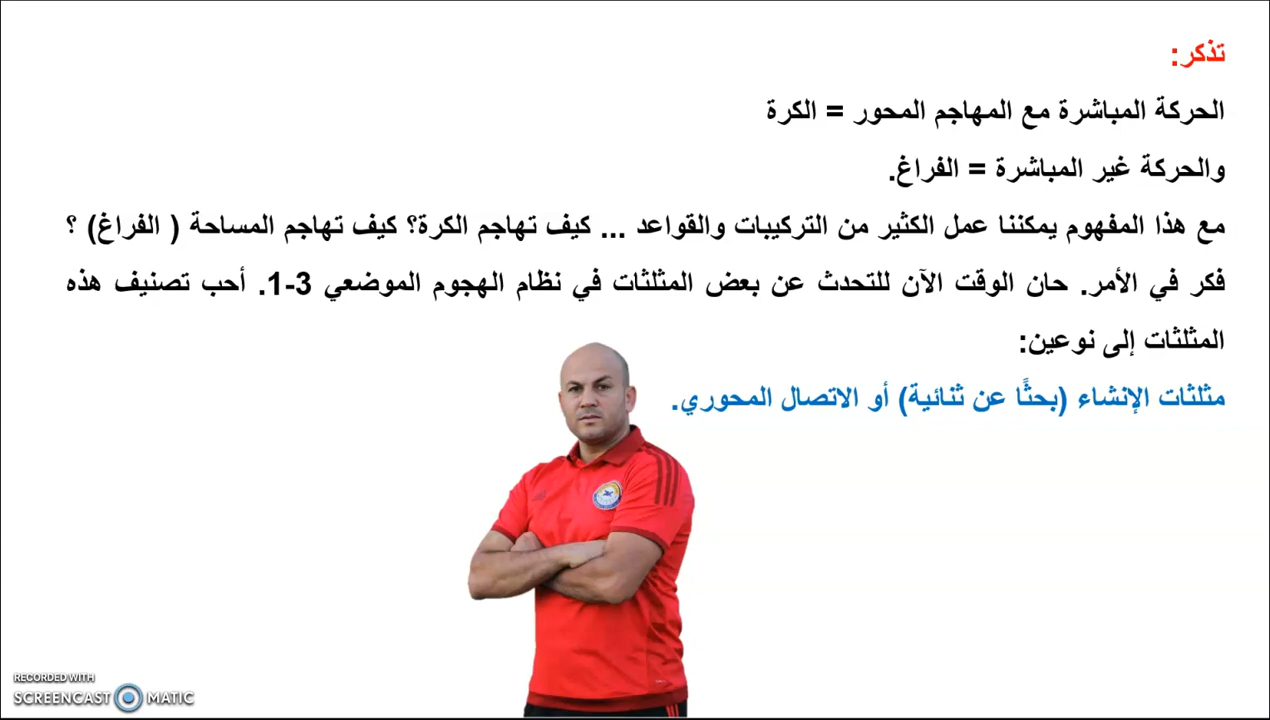 تذكر:
الحركة المباشرة مع المهاجم المحور = الكرة
والحركة غير المباشرة = الفراغ.
مع هذا المفهوم يمكننا عمل الكثير من التركيبات والقواعد ... كيف تهاجم الكرة؟ كيف تهاجم المساحة ( الفراغ) ؟
فكر في الأمر. حان الوقت الآن للتحدث عن بعض المثلثات في نظام الهجوم الموضعي 3-1. أحب تصنيف هذه
المثلثات إلى نوعين:
مثلثات الإنشاء (بحثًا عن ثنائية) أو الاتصال المحوري.
RECORDED WITH
SCREENCAST MATIC